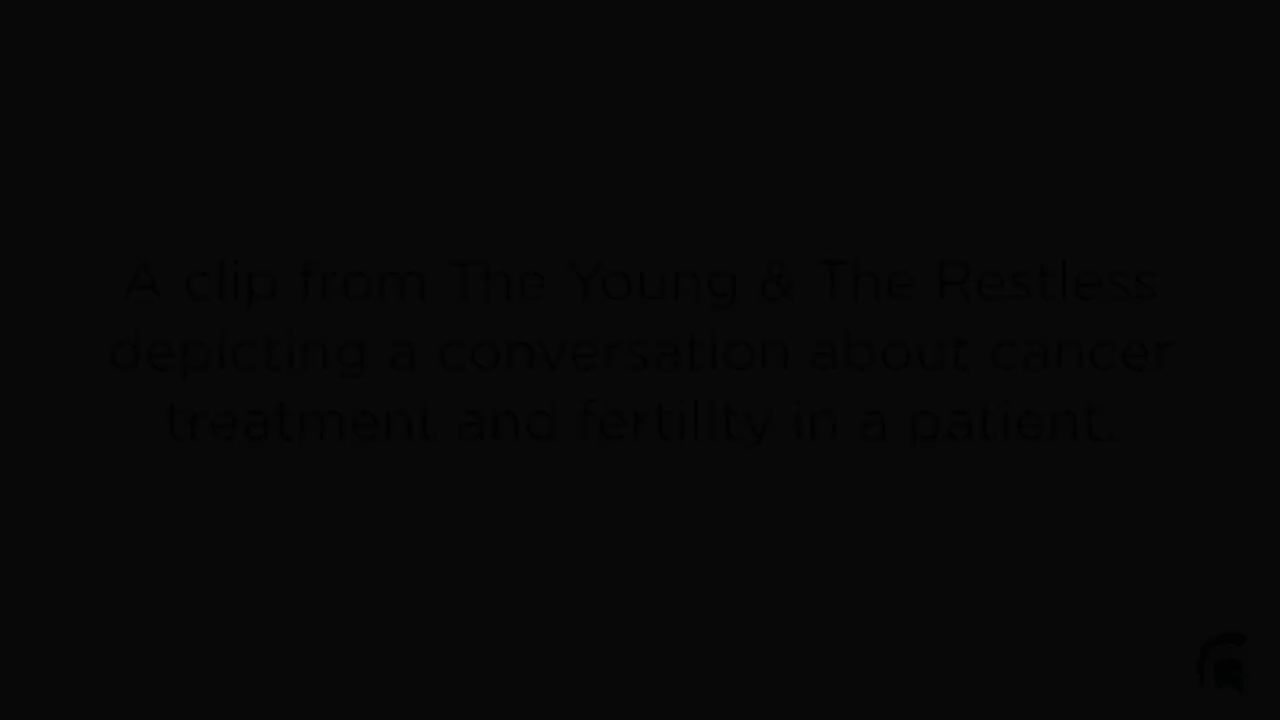 A clip from The Young & The Restless
depicting a conversation about cancer
treatment and fertility in a patient.